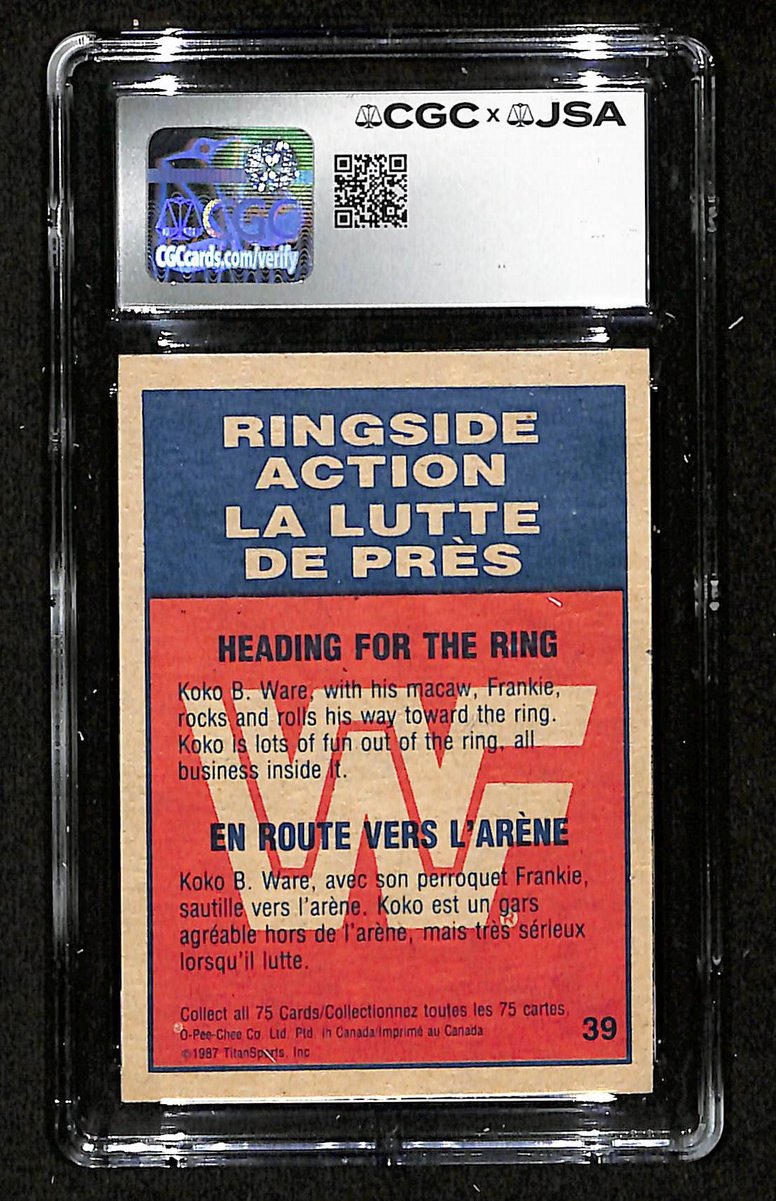 CGC x JSA
CGC
CGCcards.com/verify
RINGSIDE
ACTION
LA LUTTE
DE PRÈS
HEADING FOR THE RING
Koko B. Ware, with his macaw, Frankie,
rocks and rolls his way toward the ring.
Koko is lots of fun out of the ring, all
business inside it.
EN ROUTE VERS L'ARÈNE
Koko B. Ware, avec son perroquet Frankie,
sautille vers l'arène. Koko est un gars
agréable hors de l'arène, mais très sérieux
lorsqu'il lutte.
WF
®
Collect all 75 Cards/Collectionnez toutes les 75 cartes.
O-Pee-Chee Co. Ltd. Ptd. in Canada/Imprimé au Canada
©1987 TitanSports, Inc
39